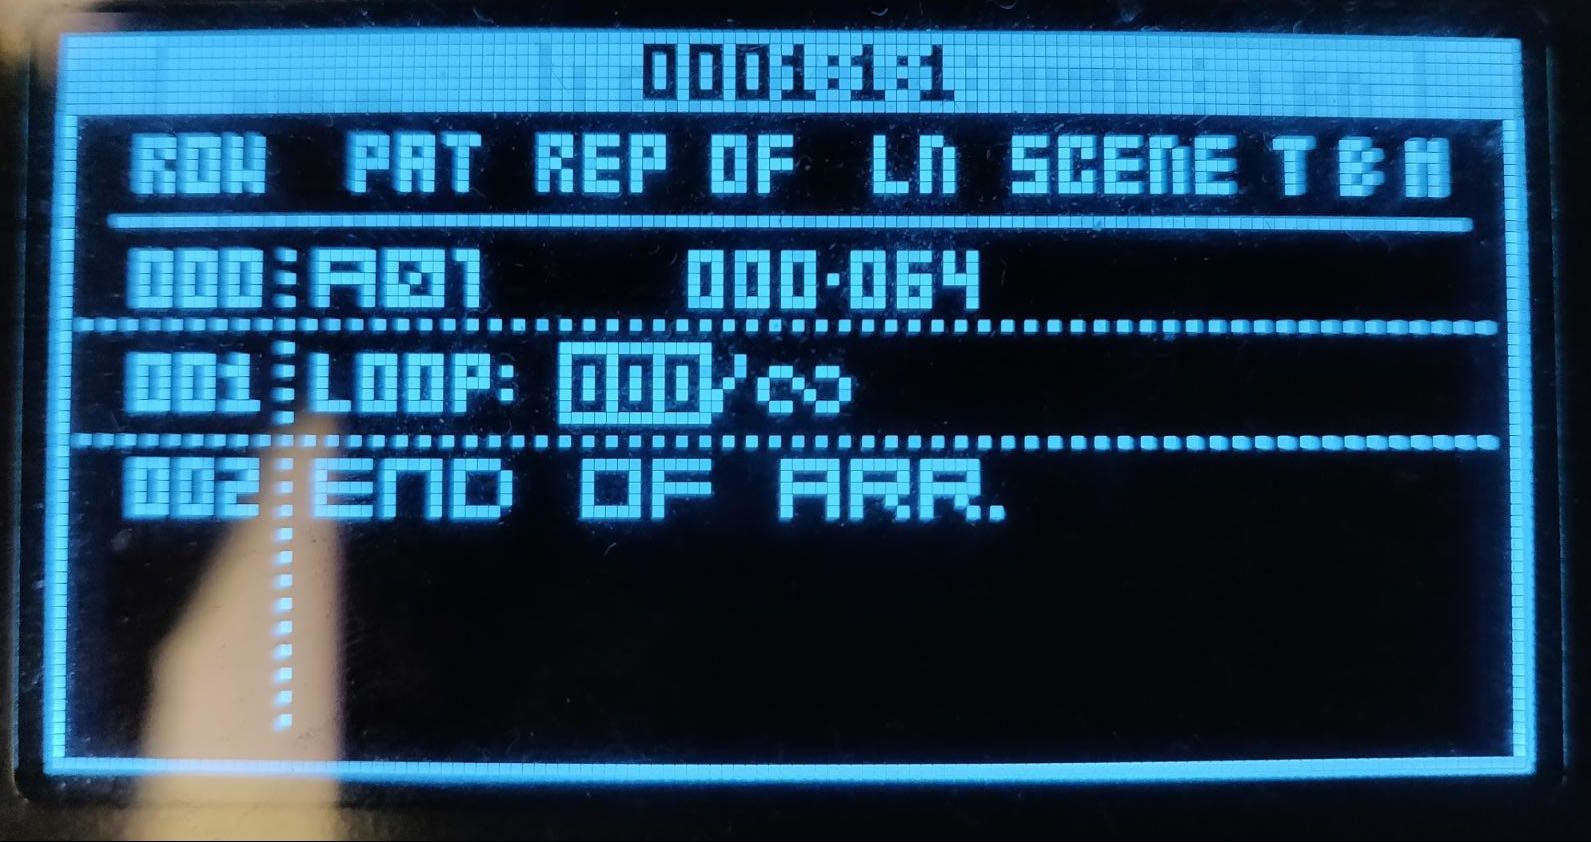 0001:1:1
ROW PAT REP OF LN SCENE T B M
000 A01 000·064
001 LOOP: 000/∞
002 END OF ARR.